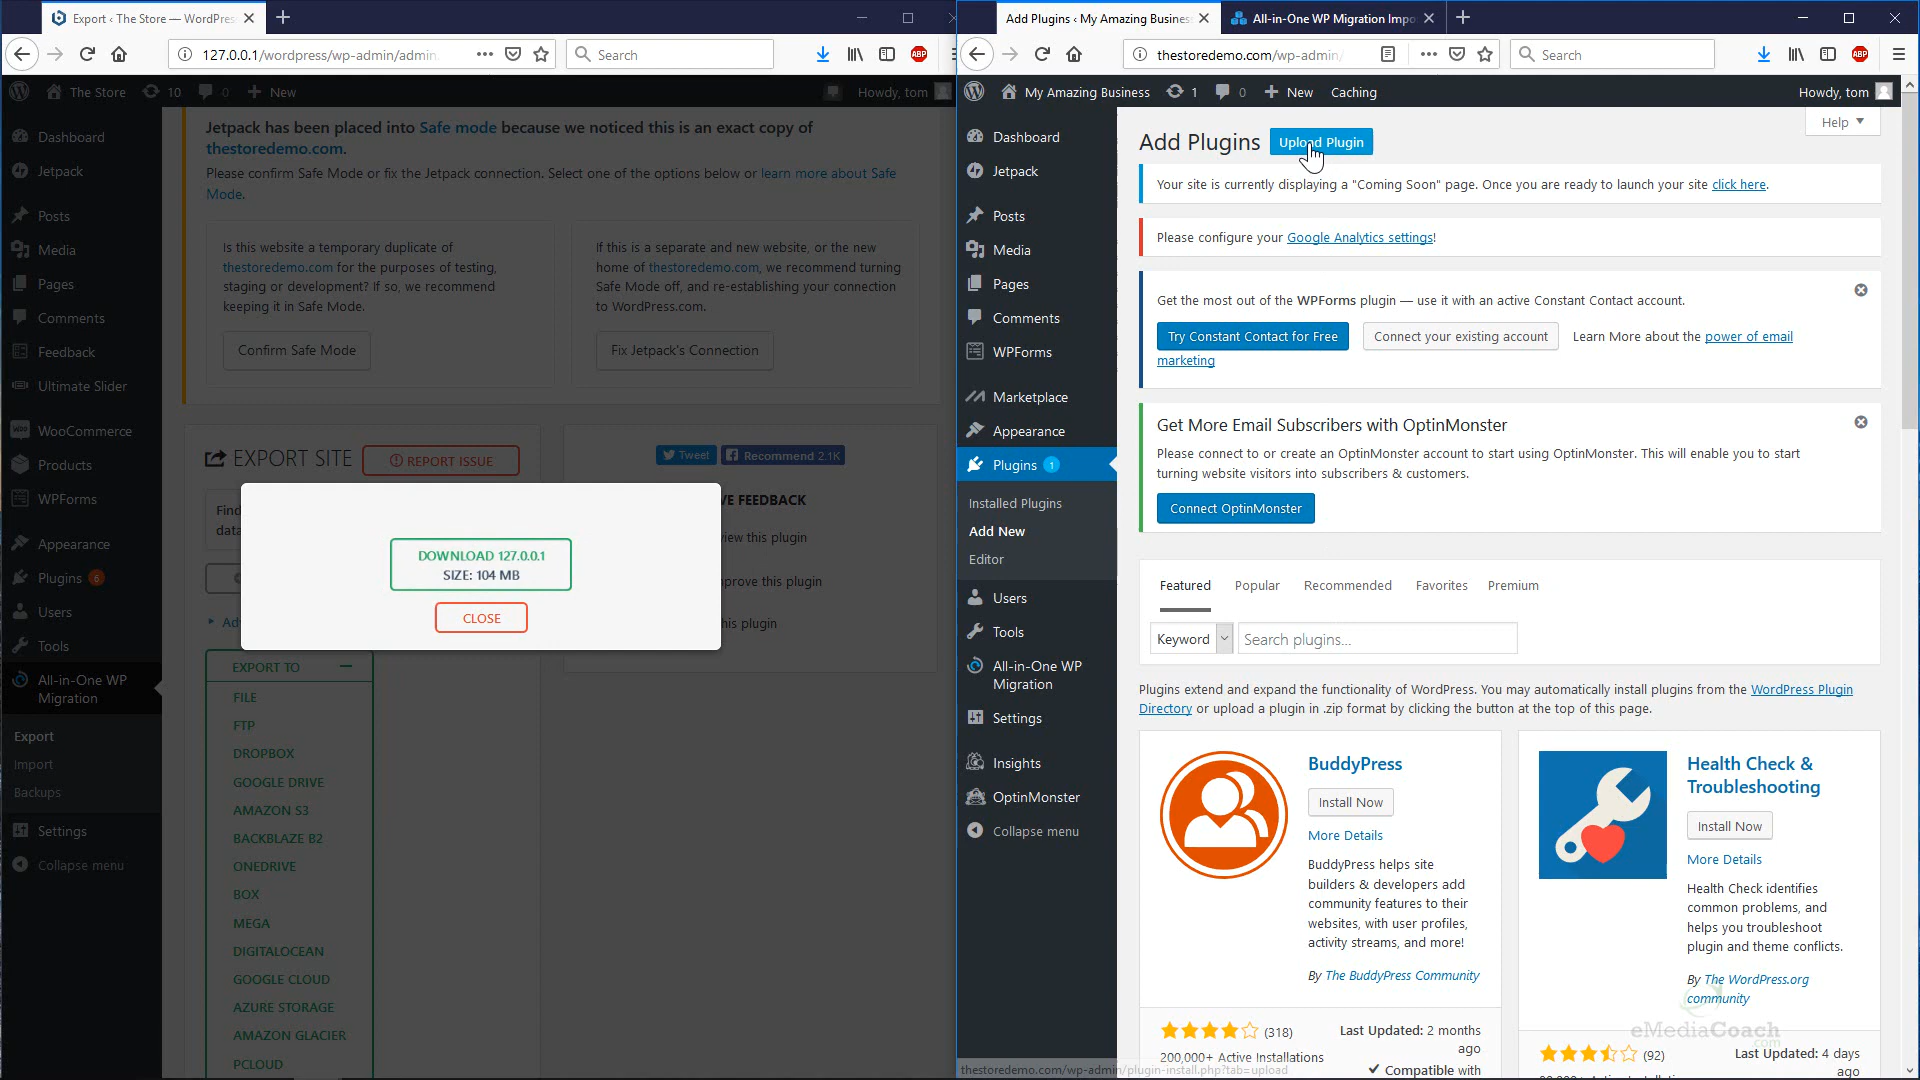 Export ‹ The Store — WordPres
127.0.0.1/wordpress/wp-admin/admin
Search
ABP
The Store
10
0
New
Howdy, tom
Dashboard
Jetpack
Posts
Media
Pages
Comments
Feedback
Ultimate Slider
WooCommerce
Products
WPForms
Appearance
Plugins 6
Users
Tools
All-in-One WP
Migration
Export
Import
Backups
Settings
Collapse menu
Jetpack has been placed into Safe mode because we noticed this is an exact copy of
thestoredemo.com.
Please confirm Safe Mode or fix the Jetpack connection. Select one of the options below or learn more about Safe
Mode.
Is this website a temporary duplicate of
thestoredemo.com for the purposes of testing,
staging or development? If so, we recommend
keeping it in Safe Mode.
Confirm Safe Mode
If this is a separate and new website, or the new
home of thestoredemo.com, we recommend turning
Safe Mode off, and re-establishing your connection
to WordPress.com.
Fix Jetpack's Connection
EXPORT SITE
REPORT ISSUE
Tweet
Recommend 2.1K
Find
data
VE FEEDBACK
view this plugin
prove this plugin
his plugin
DOWNLOAD 127.0.0.1
SIZE: 104 MB
CLOSE
Ad
EXPORT TO
FILE
FTP
DROPBOX
GOOGLE DRIVE
AMAZON S3
BACKBLAZE B2
ONEDRIVE
BOX
MEGA
DIGITALOCEAN
GOOGLE CLOUD
AZURE STORAGE
AMAZON GLACIER
PCLOUD
Add Plugins ‹ My Amazing Business
All-in-One WP Migration Impo
thestoredemo.com/wp-admin/
Search
ABP
My Amazing Business
1
0
New
Caching
Howdy, tom
Dashboard
Jetpack
Posts
Media
Pages
Comments
WPForms
Marketplace
Appearance
Plugins 1
Installed Plugins
Add New
Editor
Users
Tools
All-in-One WP
Migration
Settings
Insights
OptinMonster
Collapse menu
Add Plugins
Upload Plugin
Help
Your site is currently displaying a "Coming Soon" page. Once you are ready to launch your site click here.
Please configure your Google Analytics settings!
Get the most out of the WPForms plugin — use it with an active Constant Contact account.
Try Constant Contact for Free
Connect your existing account
Learn More about the power of email
marketing
Get More Email Subscribers with OptinMonster
Please connect to or create an OptinMonster account to start using OptinMonster. This will enable you to start
turning website visitors into subscribers & customers.
Connect OptinMonster
Featured
Popular
Recommended
Favorites
Premium
Keyword
Search plugins...
Plugins extend and expand the functionality of WordPress. You may automatically install plugins from the WordPress Plugin
Directory or upload a plugin in .zip format by clicking the button at the top of this page.
BuddyPress
Install Now
More Details
BuddyPress helps site
builders & developers add
community features to their
websites, with user profiles,
activity streams, and more!
By The BuddyPress Community
(318)
200,000+ Active Installations
Last Updated: 2 months
ago
Compatible with
Health Check &
Troubleshooting
Install Now
More Details
Health Check identifies
common problems, and
helps you troubleshoot
plugin and theme conflicts.
By The WordPress.org
community
(92)
Last Updated: 4 days
ago
eMediaCoach
.com
thestoredemo.com/wp-admin/plugin-install.php?tab=upload